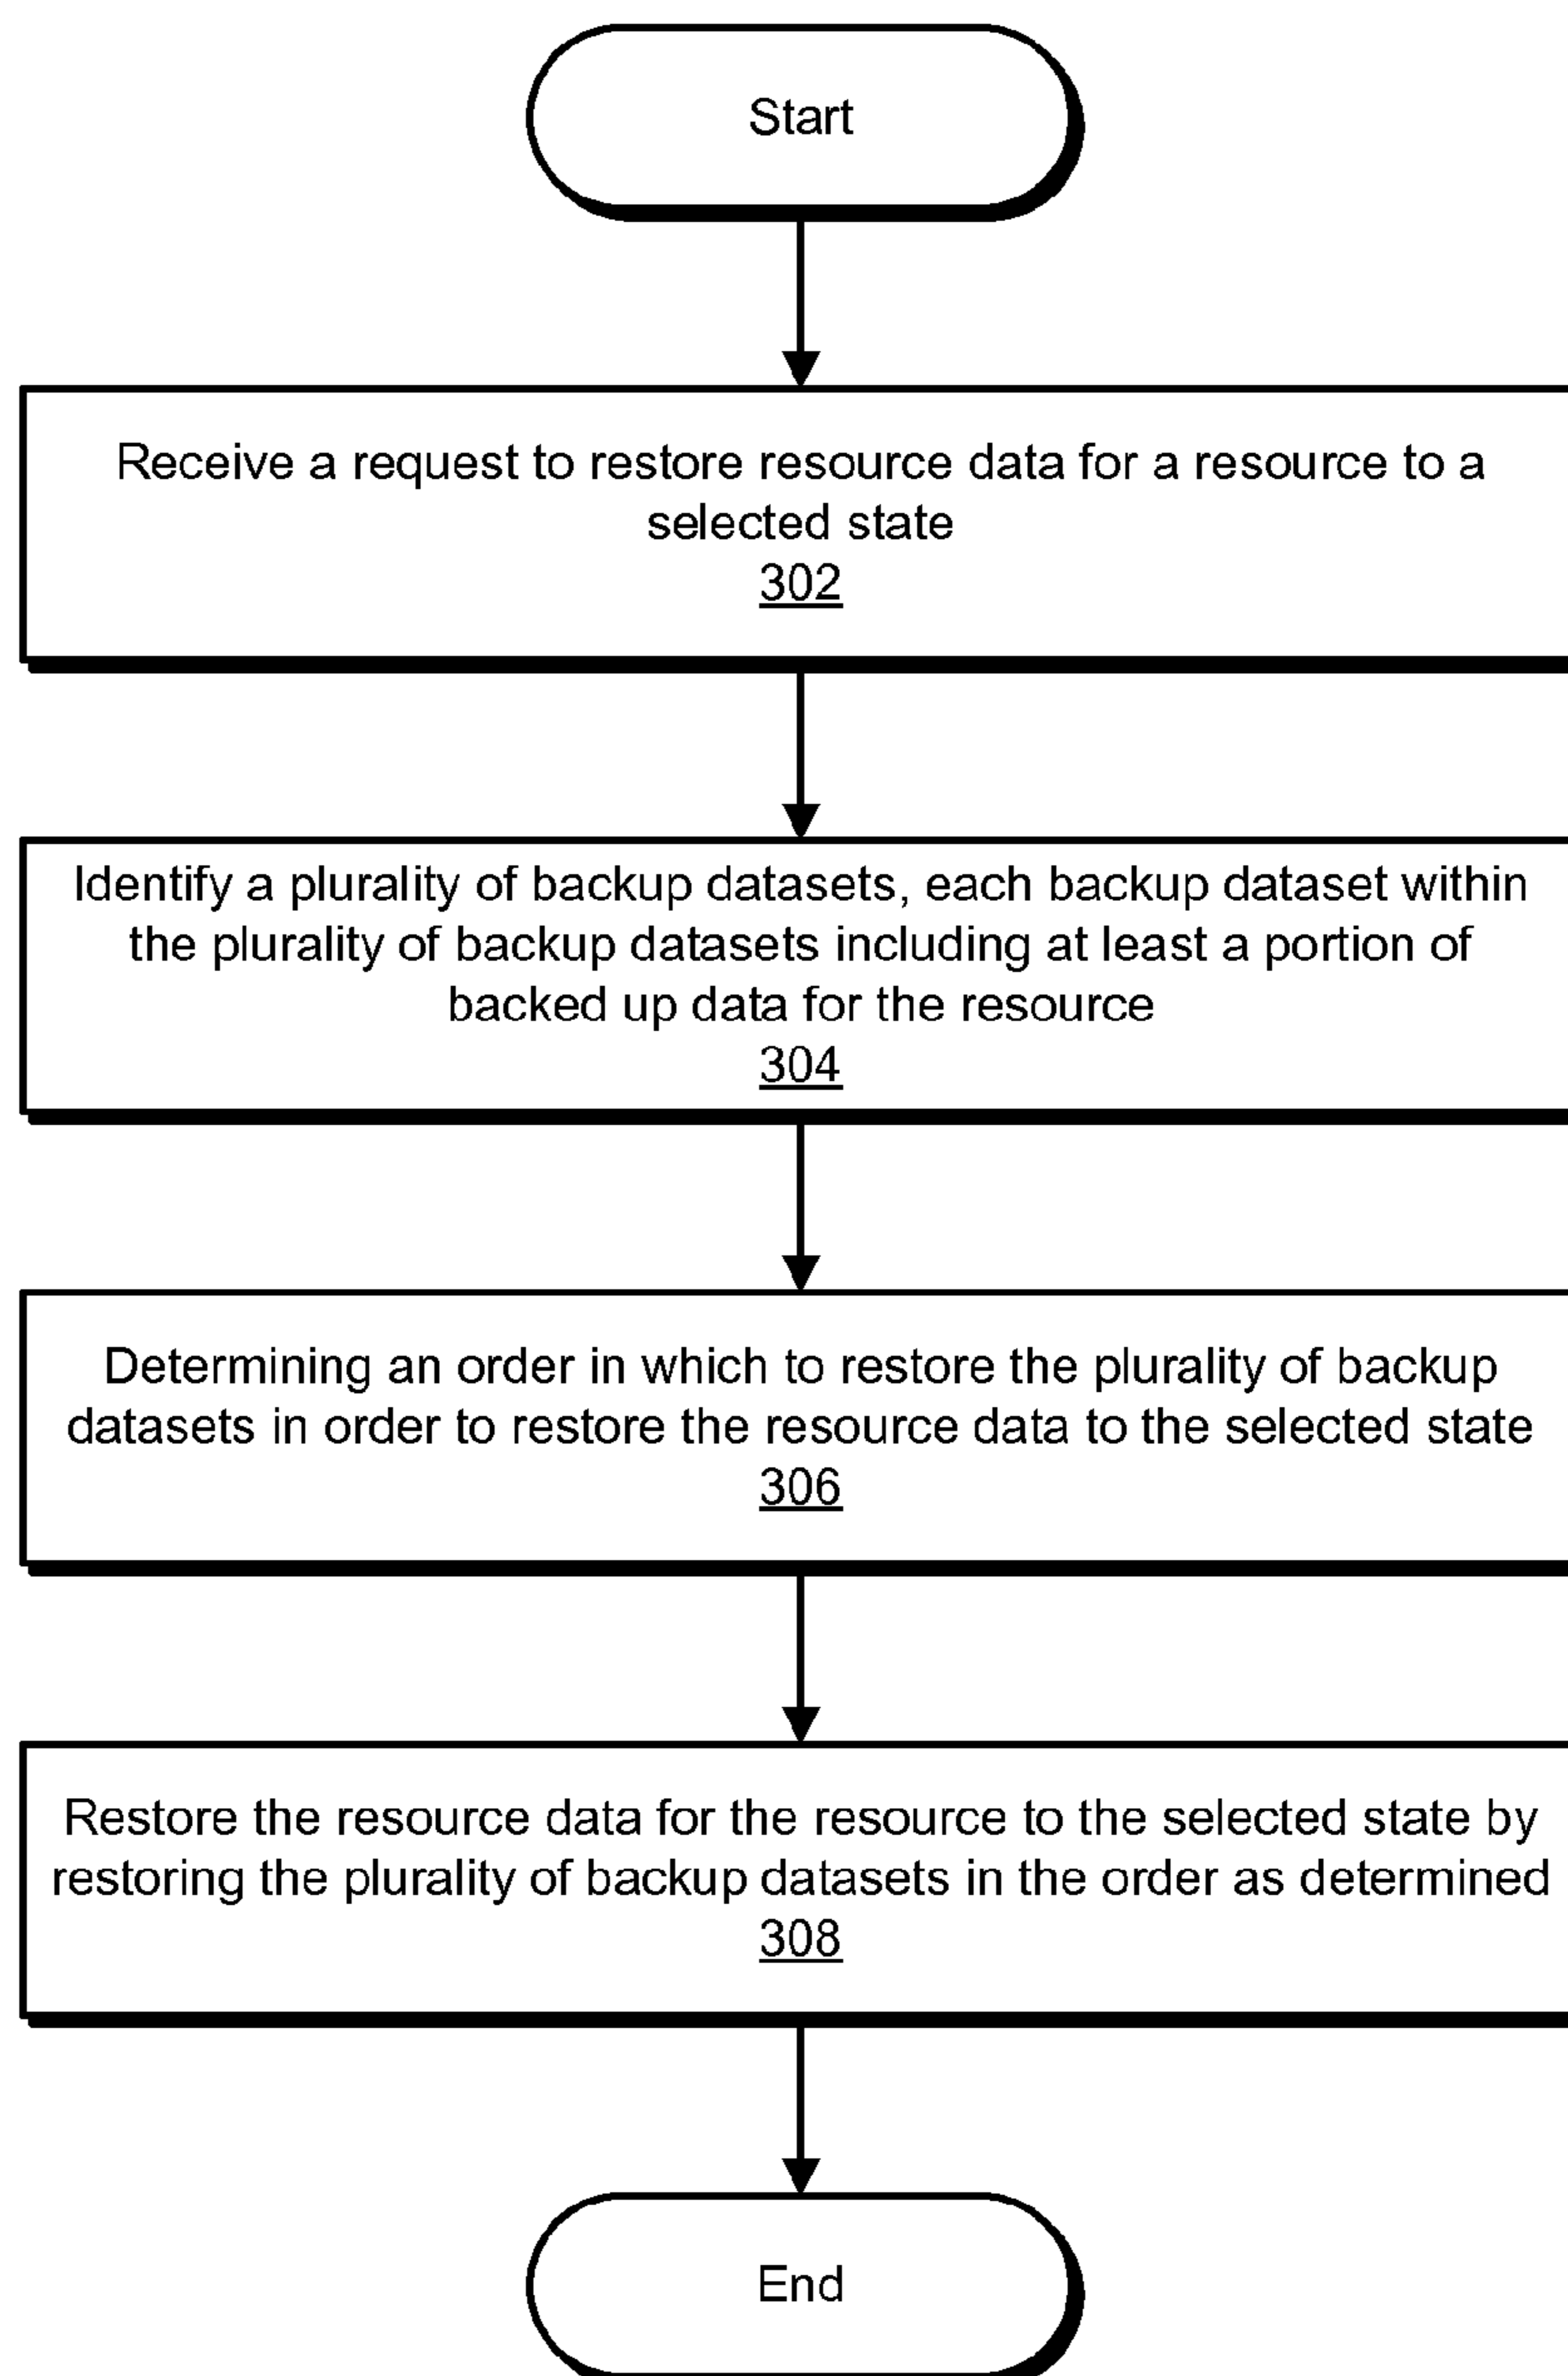 Start
Receive a request to restore resource data for a resource to a
selected state
302
Identify a plurality of backup datasets, each backup dataset within
the plurality of backup datasets including at least a portion of
backed up data for the resource
304
Determining an order in which to restore the plurality of backup
datasets in order to restore the resource data to the selected state
306
Restore the resource data for the resource to the selected state by
restoring the plurality of backup datasets in the order as determined
308
End